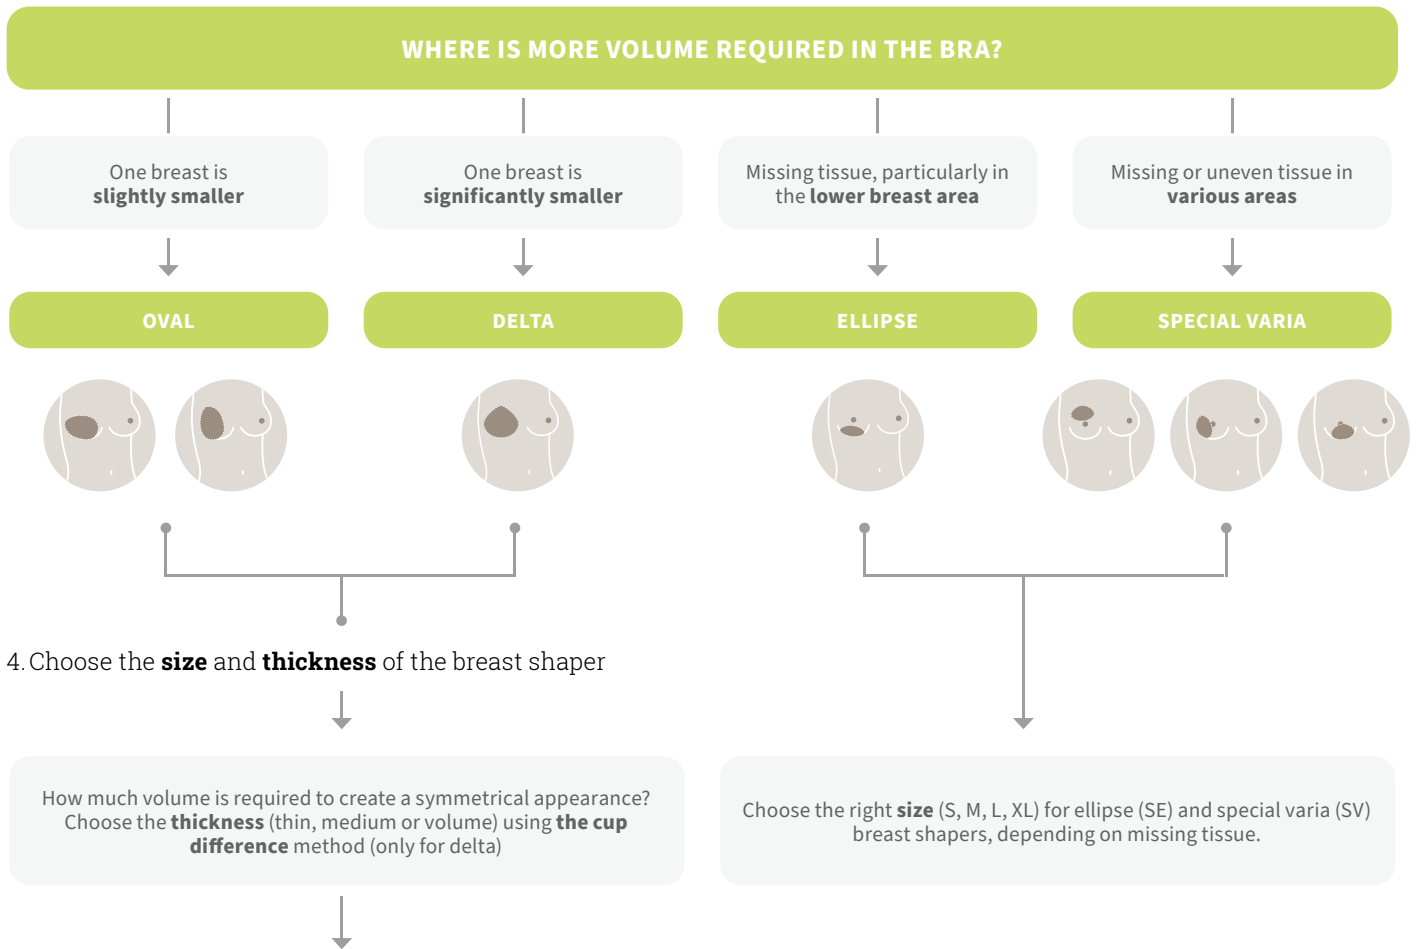 WHERE IS MORE VOLUME REQUIRED IN THE BRA?
One breast is
slightly smaller
One breast is
significantly smaller
Missing tissue, particularly in
the lower breast area
Missing or uneven tissue in
various areas
OVAL
DELTA
ELLIPSE
SPECIAL VARIA
4. Choose the size and thickness of the breast shaper
How much volume is required to create a symmetrical appearance?
Choose the thickness (thin, medium or volume) using the cup
difference method (only for delta)
Choose the right size (S, M, L, XL) for ellipse (SE) and special varia (SV)
breast shapers, depending on missing tissue.